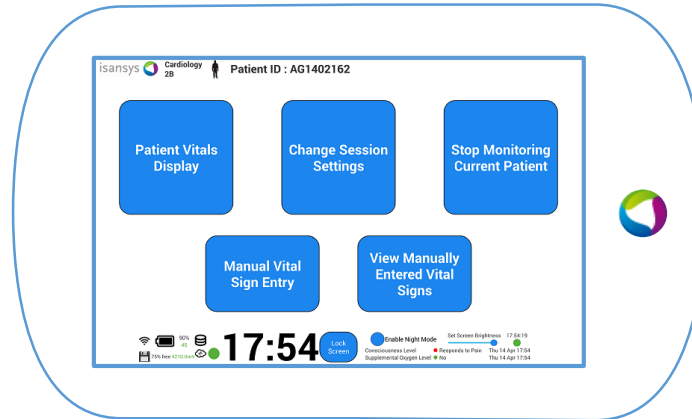 isansys
Cardiology
2B
Patient ID : AG1402162
Patient Vitals
Display
Change Session
Settings
Stop Monitoring
Current Patient
Manual Vital
Sign Entry
View Manually
Entered Vital
Signs
90%
75% free
17:54
Lock
Screen
Enable Night Mode
Set Screen Brightness 17:54:19
Consciousness Level Responds to Pain Thu 14 Apr 17:54
Supplemental Oxygen Level No Thu 14 Apr 17:54